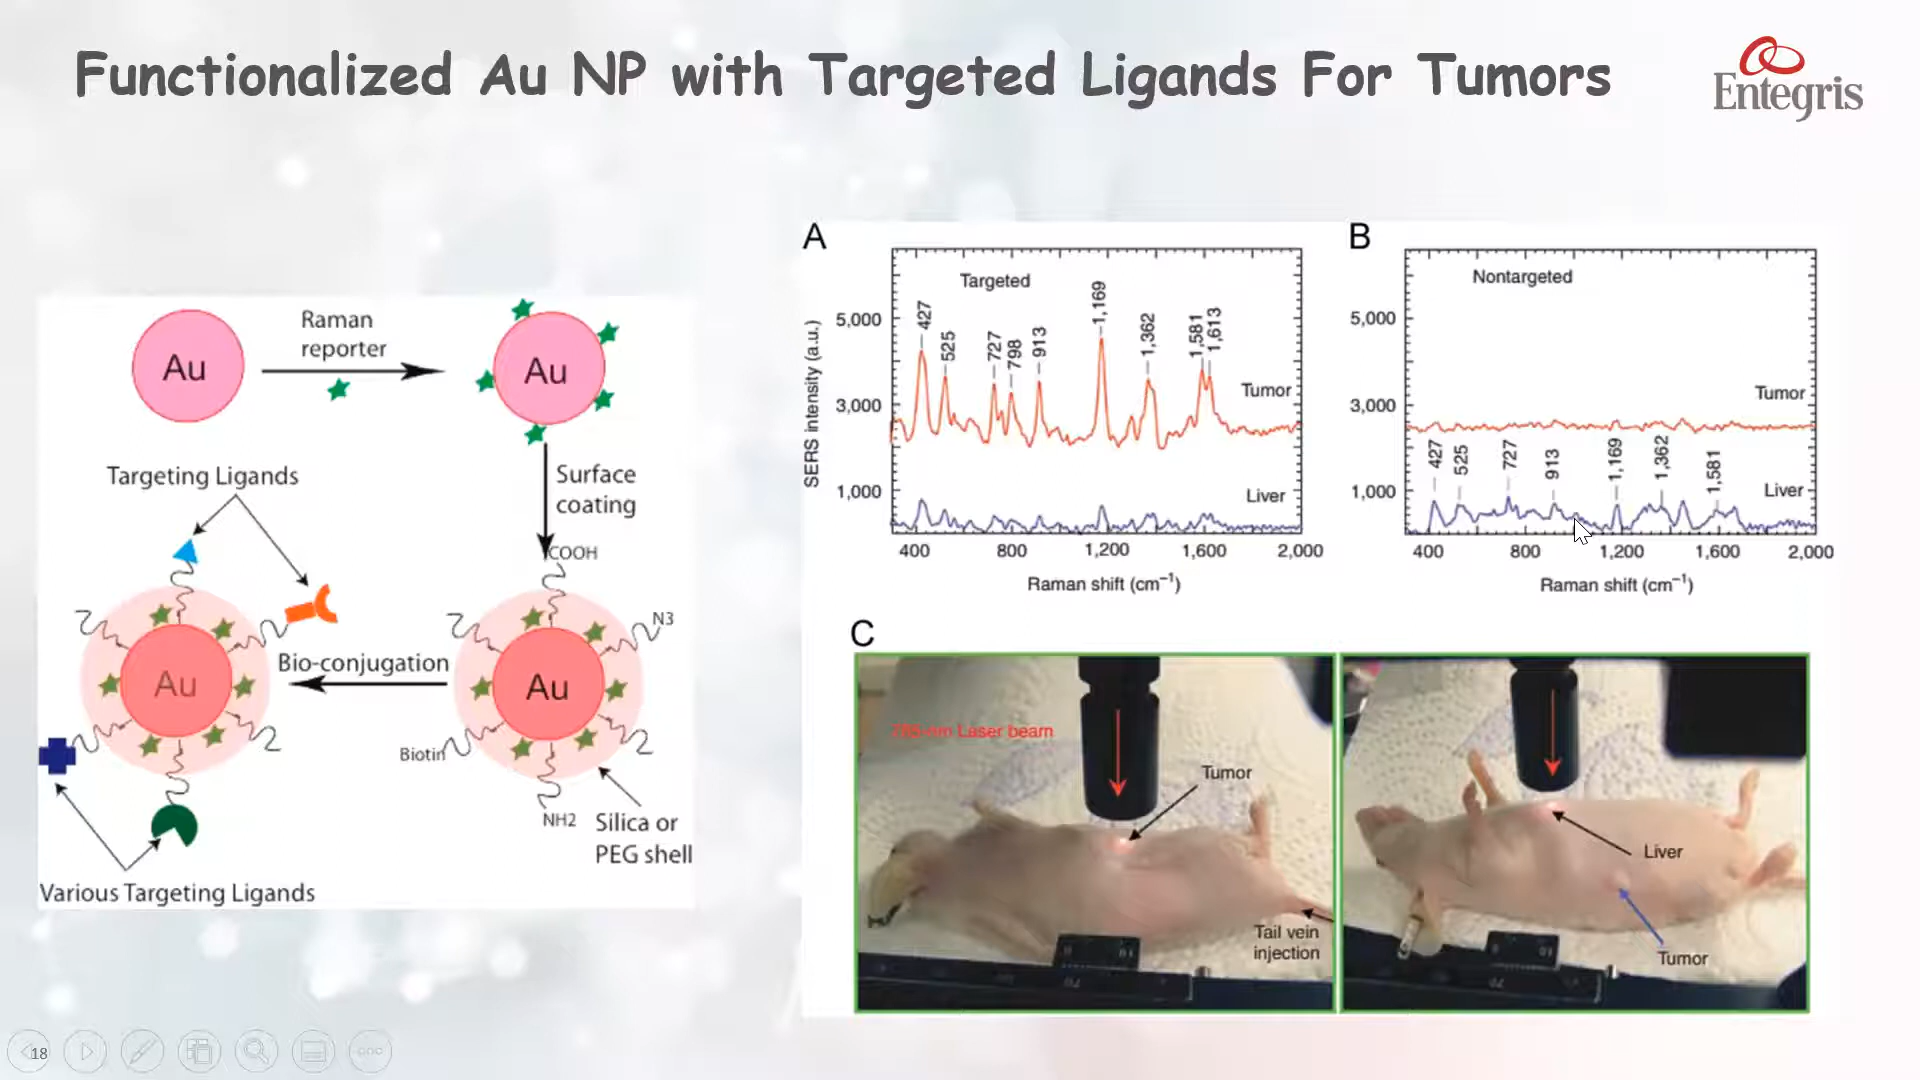 Functionalized Au NP with Targeted Ligands For Tumors
Entegris
Au
Raman
reporter
Au
Surface
coating
Targeting Ligands
COOH
N3
Au
Bio-conjugation
Au
Biotin
NH2
Silica or
PEG shell
Various Targeting Ligands
A
Targeted
5,000
3,000
1,000
SERS intensity (a.u.)
427
525
727
798
913
1,169
1,362
1,581
1,613
Tumor
Liver
400
800
1,200
1,600
2,000
Raman shift (cm⁻¹)
B
Nontargeted
5,000
3,000
1,000
Tumor
427
525
727
913
1,169
1,362
1,581
Liver
400
800
1,200
1,600
2,000
Raman shift (cm⁻¹)
C
785-nm Laser beam
Tumor
Tail vein
injection
Liver
Tumor
18